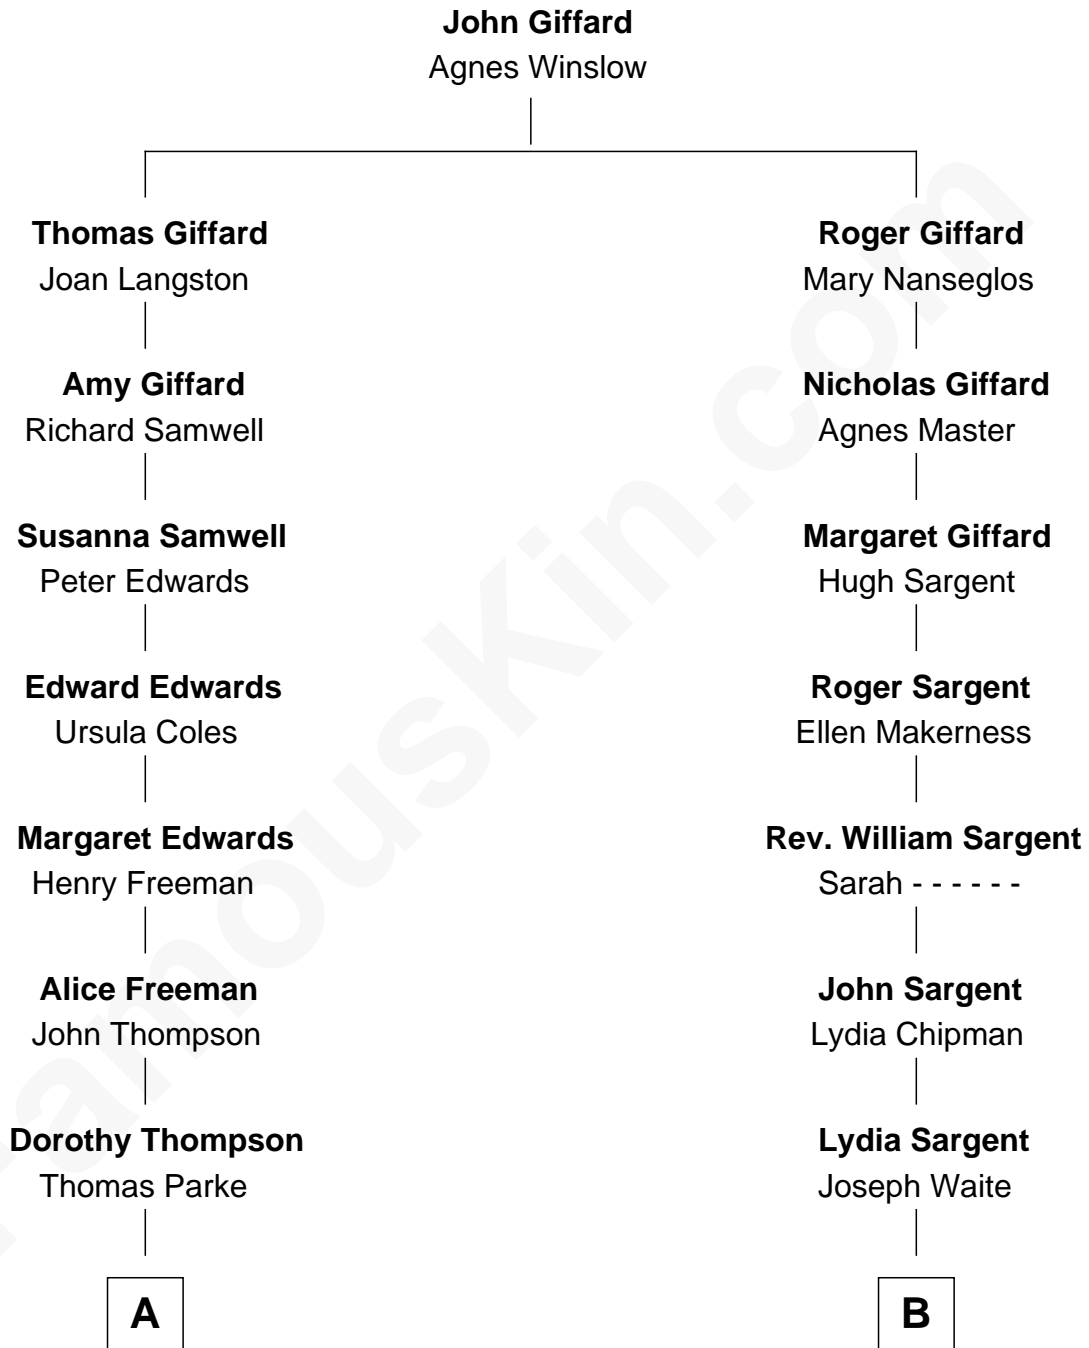 John Giffard
Agnes Winslow
Thomas Giffard
Joan Langston
Roger Giffard
Mary Nanseglos
Amy Giffard
Richard Samwell
Nicholas Giffard
Agnes Master
Susanna Samwell
Peter Edwards
Margaret Giffard
Hugh Sargent
Edward Edwards
Ursula Coles
Roger Sargent
Ellen Makerness
Margaret Edwards
Henry Freeman
Rev. William Sargent
Sarah - - - - - -
Alice Freeman
John Thompson
John Sargent
Lydia Chipman
Dorothy Thompson
Thomas Parke
Lydia Sargent
Joseph Waite
A
B
FamousKin.com